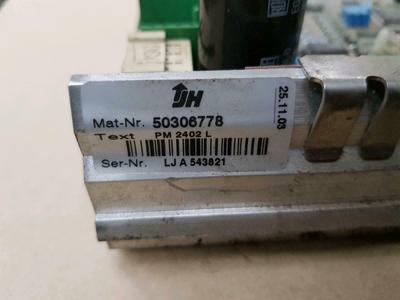 JH
Mat-Nr. 50306778
Text PM 2402 L
Ser-Nr. LJ A 543821
25.11.03